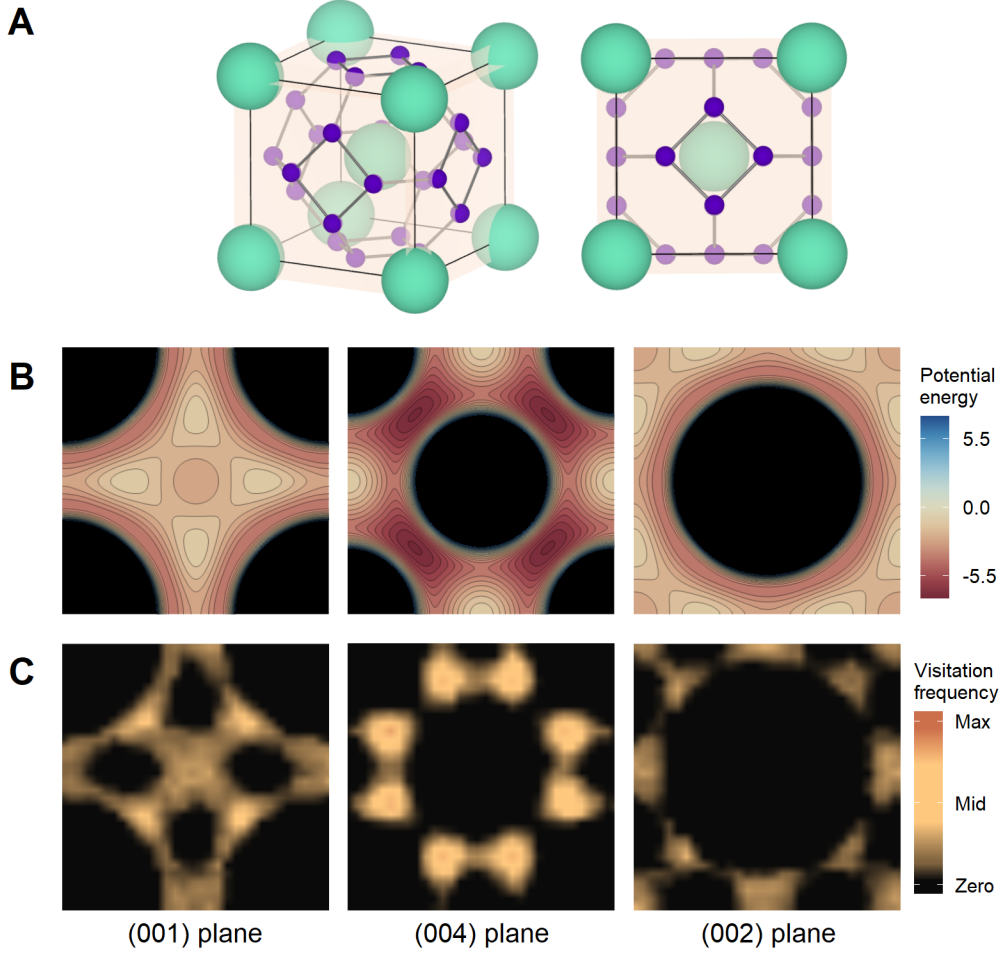 A
B
Potential
energy
5.5
0.0
-5.5
C
Visitation
frequency
Max
Mid
Zero
(001) plane
(004) plane
(002) plane